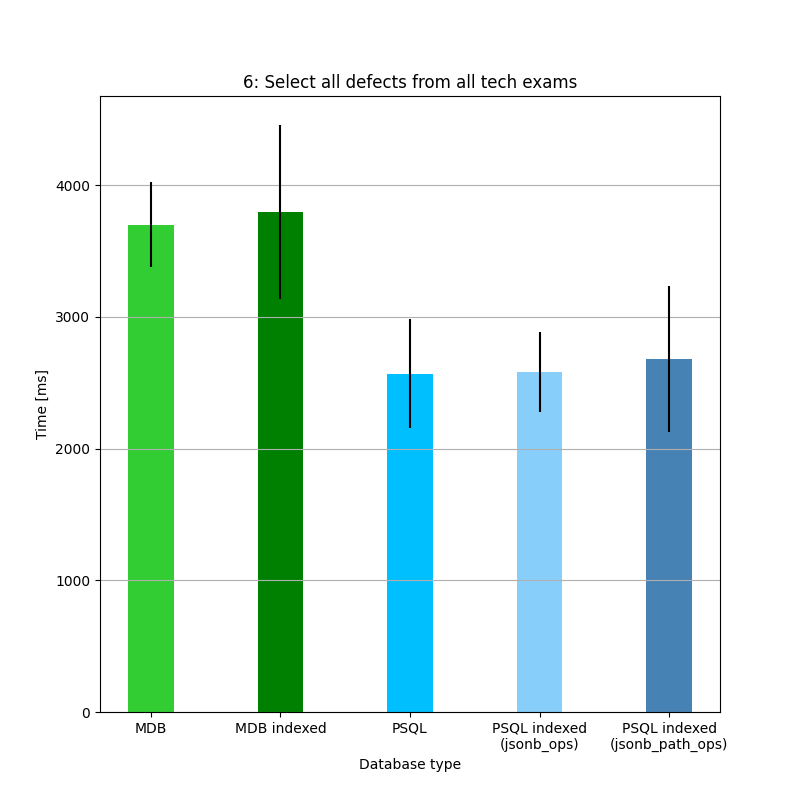 6: Select all defects from all tech exams
Time [ms]
4000
3000
2000
1000
0
MDB
MDB indexed
PSQL
PSQL indexed
(jsonb_ops)
PSQL indexed
(jsonb_path_ops)
Database type